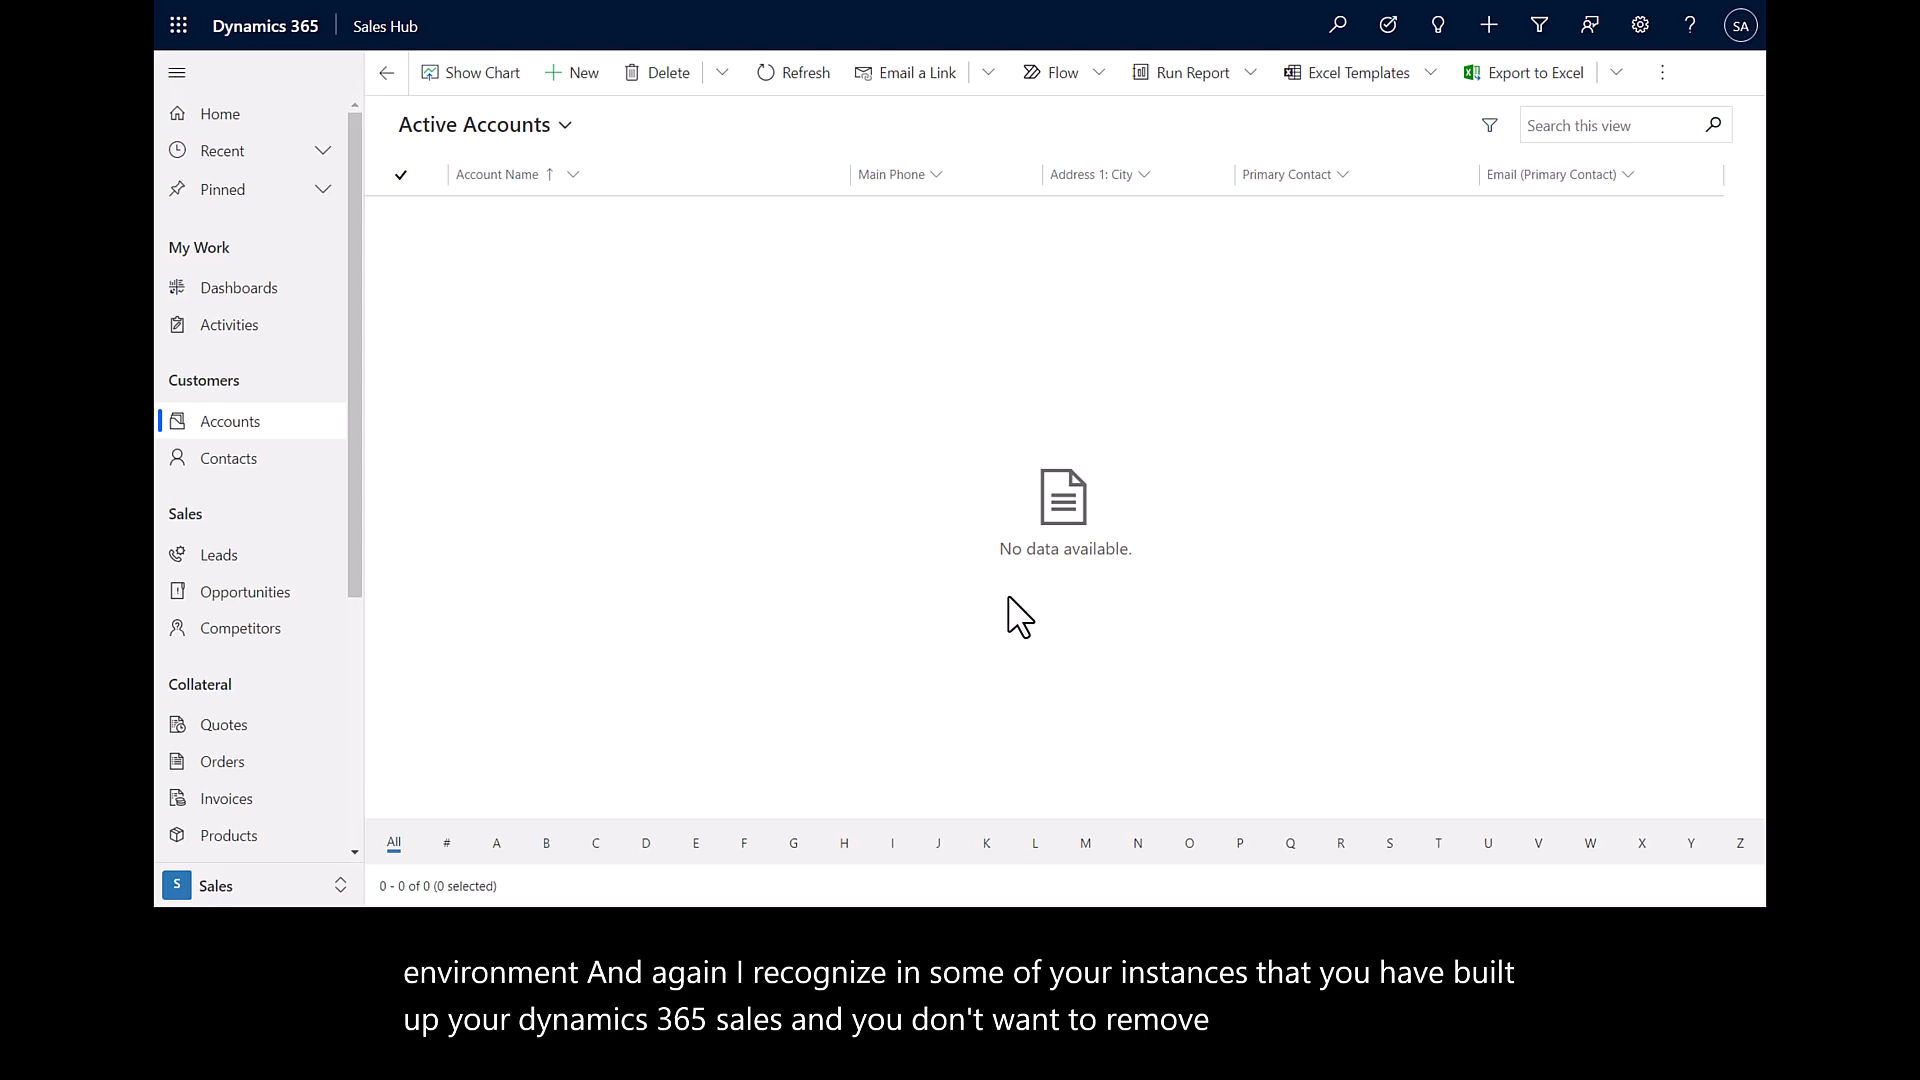 Dynamics 365
Sales Hub
SA
Show Chart
New
Delete
Refresh
Email a Link
Flow
Run Report
Excel Templates
Export to Excel
Home
Recent
Pinned
My Work
Dashboards
Activities
Customers
Accounts
Contacts
Sales
Leads
Opportunities
Competitors
Collateral
Quotes
Orders
Invoices
Products
S Sales
Active Accounts
Search this view
Account Name Main Phone Address 1: City Primary Contact Email (Primary Contact)
No data available.
All # A B C D E F G H I J K L M N O P Q R S T U V W X Y Z
0 - 0 of 0 (0 selected)
environment And again I recognize in some of your instances that you have built
up your dynamics 365 sales and you don't want to remove